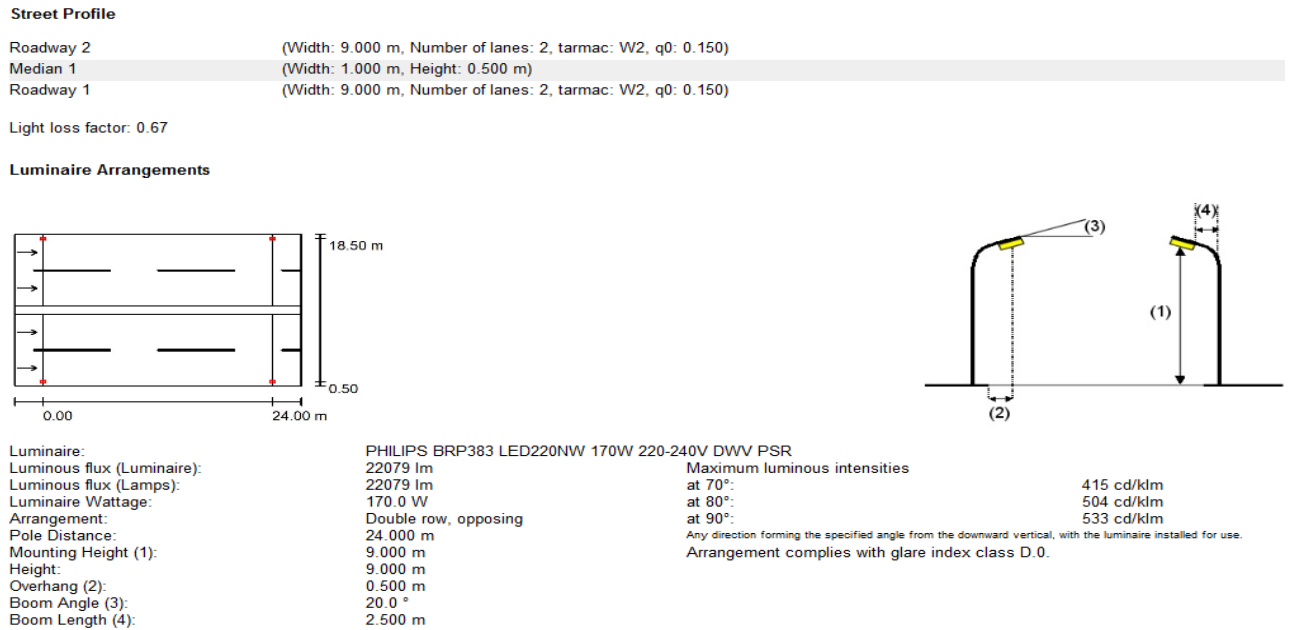 Street Profile
Roadway 2 (Width: 9.000 m, Number of lanes: 2, tarmac: W2, q0: 0.150)
Median 1 (Width: 1.000 m, Height: 0.500 m)
Roadway 1 (Width: 9.000 m, Number of lanes: 2, tarmac: W2, q0: 0.150)
Light loss factor: 0.67
Luminaire Arrangements
18.50 m
0.50
0.00 24.00 m
(4)
(3)
(1)
(2)
Luminaire: PHILIPS BRP383 LED220NW 170W 220-240V DWV PSR
Luminous flux (Luminaire): 22079 lm Maximum luminous intensities
Luminous flux (Lamps): 22079 lm at 70°: 415 cd/klm
Luminaire Wattage: 170.0 W at 80°: 504 cd/klm
Arrangement: Double row, opposing at 90°: 533 cd/klm
Pole Distance: 24.000 m Any direction forming the specified angle from the downward vertical, with the luminaire installed for use.
Mounting Height (1): 9.000 m Arrangement complies with glare index class D.0.
Height: 9.000 m
Overhang (2): 0.500 m
Boom Angle (3): 20.0 °
Boom Length (4): 2.500 m